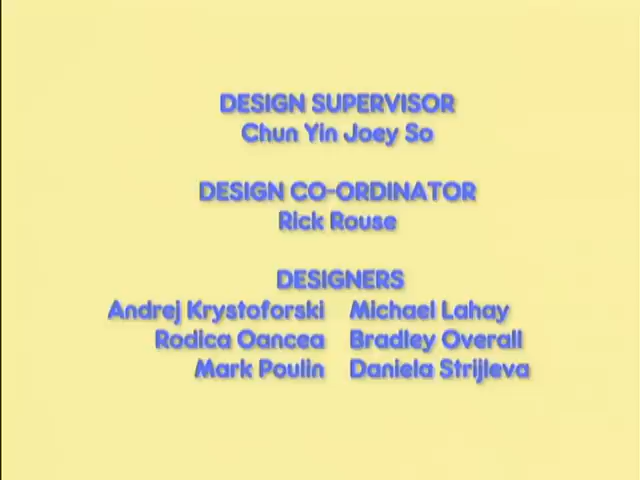 DESIGN SUPERVISOR
Chun Yin Joey So
DESIGN CO-ORDINATOR
Rick Rouse
DESIGNERS
Andrej Krystoforski Michael Lahay
Rodica Oancea Bradley Overall
Mark Poulin Daniela Strijleva